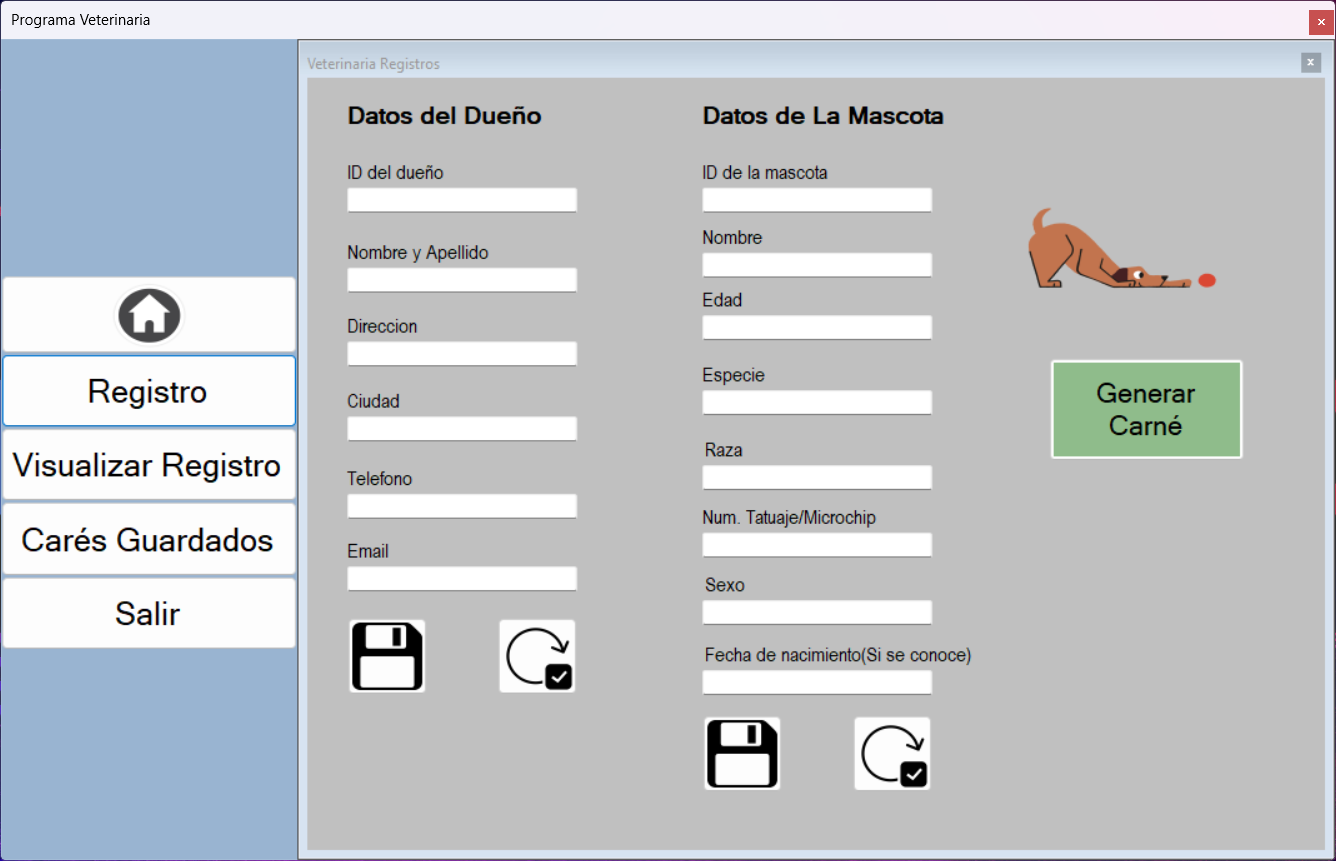 Programa Veterinaria
Veterinaria Registros
Registro
Visualizar Registro
Carés Guardados
Salir
Datos del Dueño
ID del dueño
Nombre y Apellido
Direccion
Ciudad
Telefono
Email
Datos de La Mascota
ID de la mascota
Nombre
Edad
Especie
Raza
Num. Tatuaje/Microchip
Sexo
Fecha de nacimiento(Si se conoce)
Generar
Carné